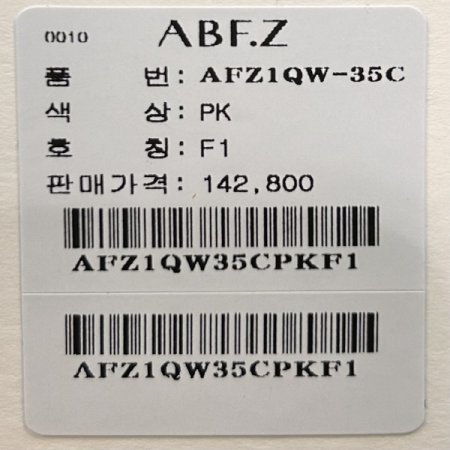 0010 ABF.Z
품 번: AFZ1QW-35C
색 상: PK
호 칭: F1
판매가격: 142,800
AFZ1QW35CPKF1
AFZ1QW35CPKF1